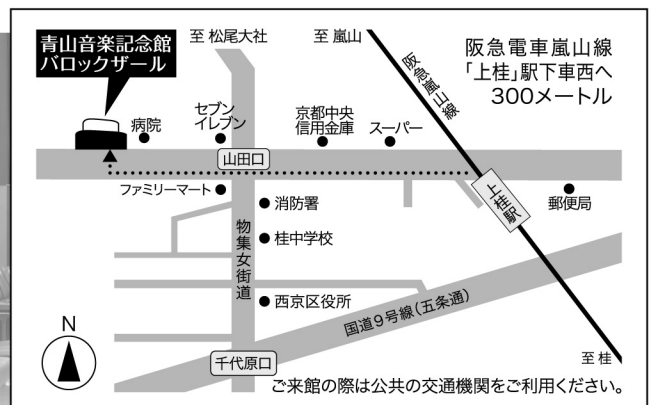 青山音楽記念館
バロックザール
至 松尾大社
至 嵐山
阪急嵐山線
阪急電車嵐山線
「上桂」駅下車西へ
300メートル
病院
セブン
イレブン
京都中央
信用金庫
スーパー
山田口
ファミリーマート
消防署
上桂駅
郵便局
物集女街道
桂中学校
西京区役所
国道9号線(五条通)
N
千代原口
至 桂
ご来館の際は公共の交通機関をご利用ください。